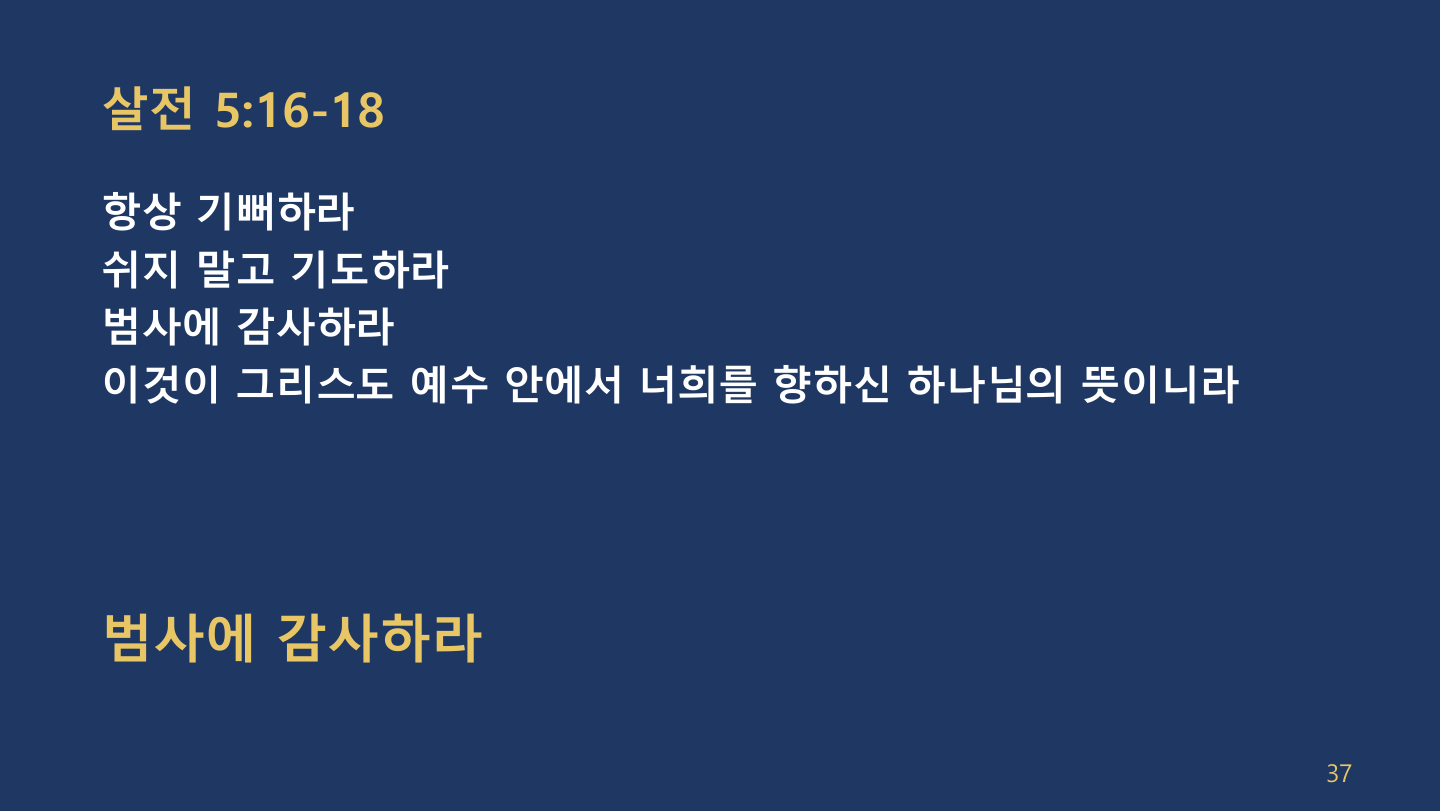 살전 5:16-18
항상 기뻐하라
쉬지 말고 기도하라
범사에 감사하라
이것이 그리스도 예수 안에서 너희를 향하신 하나님의 뜻이니라
범사에 감사하라
37